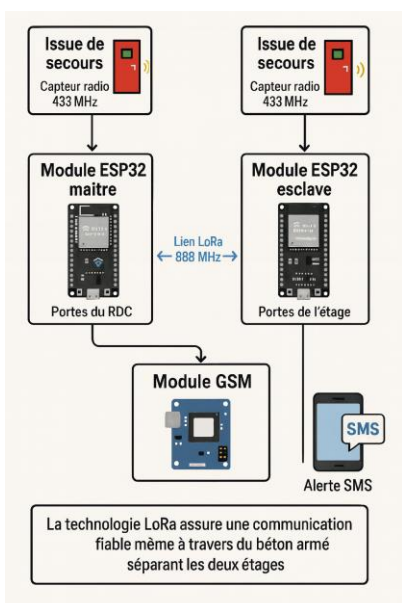 Issue de
secours
Capteur radio
433 MHz
Issue de
secours
Capteur radio
433 MHz
Module ESP32
maitre
Portes du RDC
Lien LoRa
888 MHz
Module ESP32
esclave
Portes de l'étage
Module GSM
SMS
Alerte SMS
La technologie LoRa assure une communication
fiable mème à travers du béton armé
séparant les deux étages